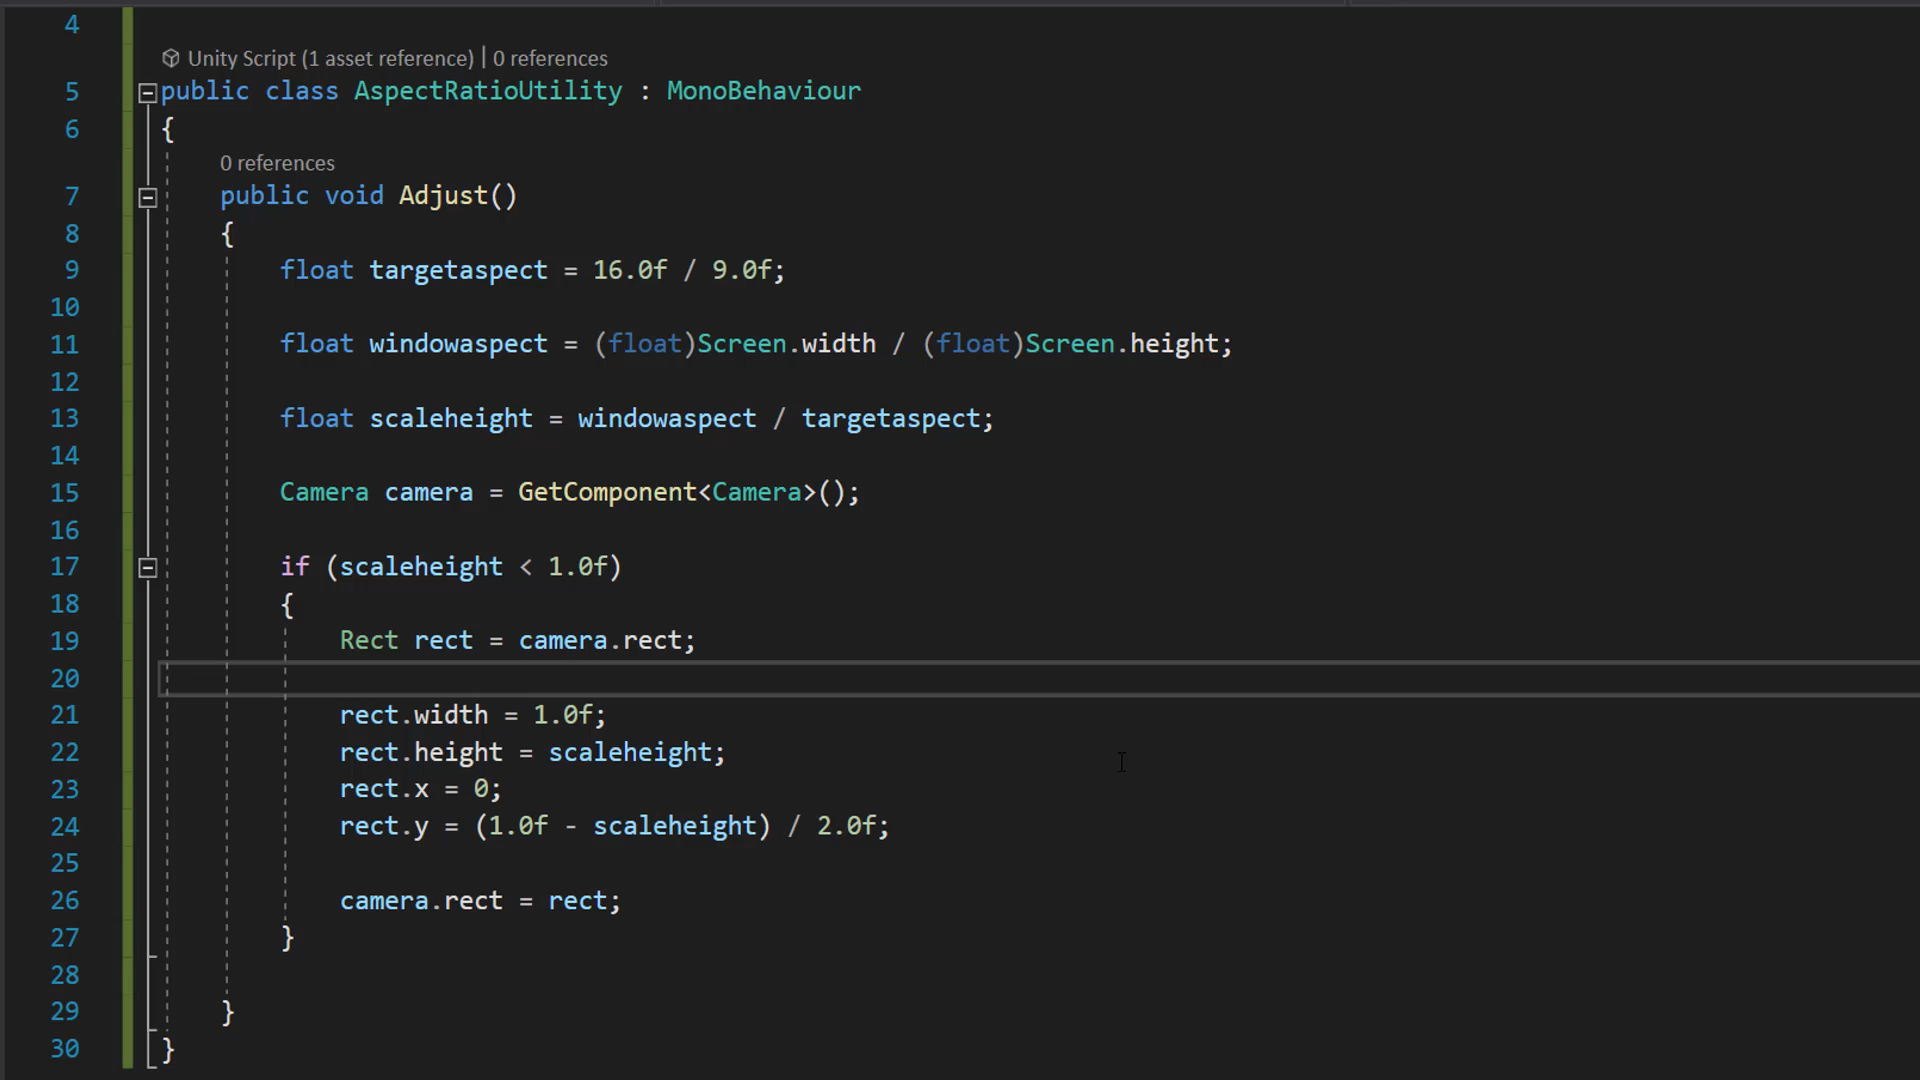 4
Unity Script (1 asset reference) | 0 references
5 public class AspectRatioUtility : MonoBehaviour
6 {
0 references
7 public void Adjust()
8 {
9 float targetaspect = 16.0f / 9.0f;
10
11 float windowaspect = (float)Screen.width / (float)Screen.height;
12
13 float scaleheight = windowaspect / targetaspect;
14
15 Camera camera = GetComponent<Camera>();
16
17 if (scaleheight < 1.0f)
18 {
19 Rect rect = camera.rect;
20
21 rect.width = 1.0f;
22 rect.height = scaleheight;
23 rect.x = 0;
24 rect.y = (1.0f - scaleheight) / 2.0f;
25
26 camera.rect = rect;
27 }
28
29 }
30 }